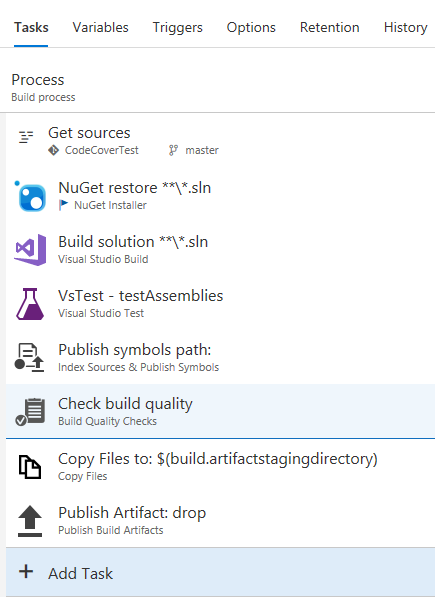 Tasks Variables Triggers Options Retention History
Process
Build process
Get sources
CodeCoverTest master
NuGet restore **\*.sln
NuGet Installer
Build solution **\*.sln
Visual Studio Build
VsTest - testAssemblies
Visual Studio Test
Publish symbols path:
Index Sources & Publish Symbols
Check build quality
Build Quality Checks
Copy Files to: $(build.artifactstagingdirectory)
Copy Files
Publish Artifact: drop
Publish Build Artifacts
+ Add Task